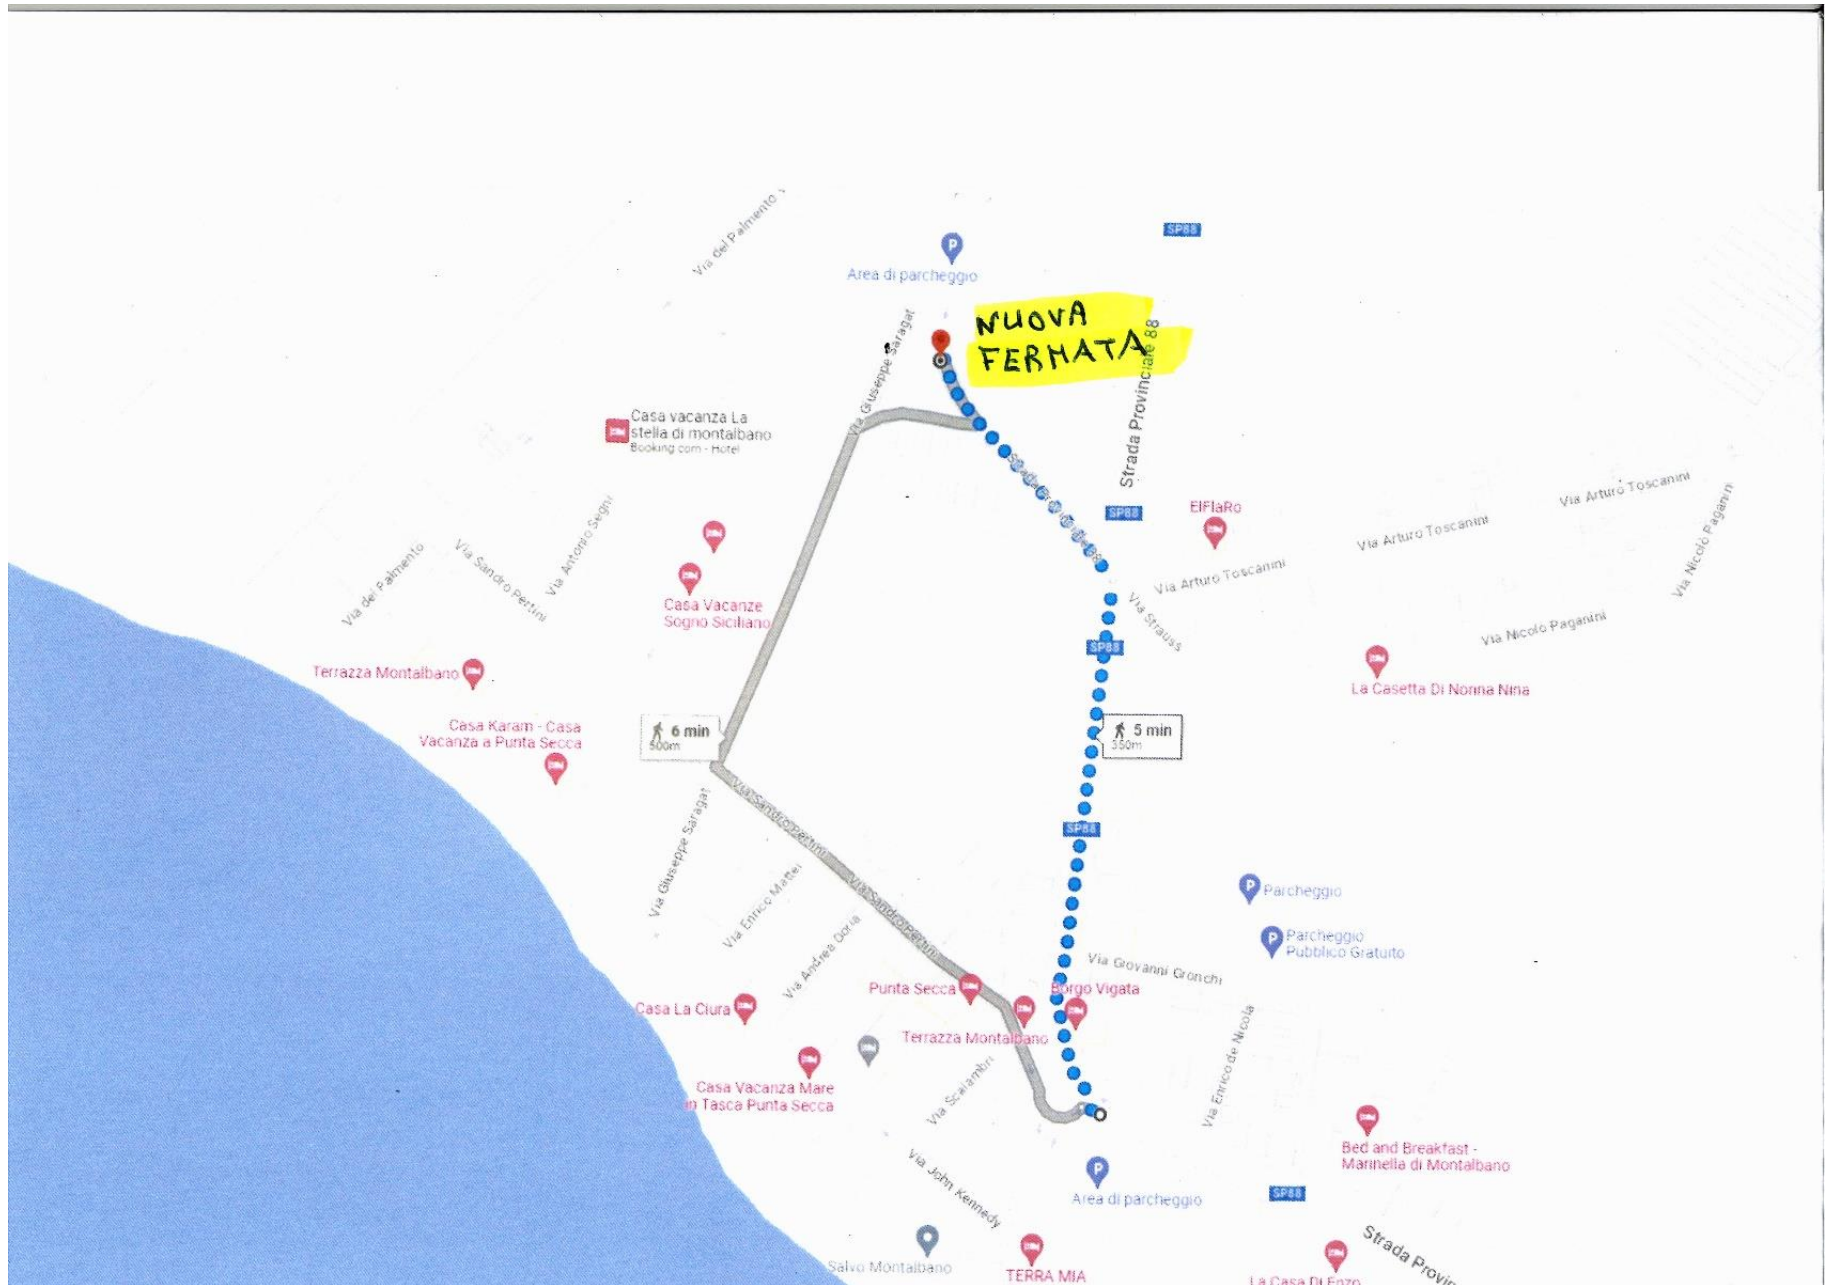 Via del Palmento
SP88
P
Area di parcheggio
NUOVA
FERMATA
Via Giuseppe Saragat
Strada Provinciale 88
Casa vacanza La
stella di montalbano
Booking.com - Hotel
Strada Provinciale 88
SP88
ElFlaRo
Via Arturo Toscanini
Via Arturo Toscanini
Via Arturo Toscanini
Via Nicolò Paganini
Via Antonio Segni
Via del Palmento
Via Sandro Pertini
Casa Vacanze
Sogno Siciliano
Via Strauss
Via Nicolò Paganini
SP88
Terrazza Montalbano
La Casetta Di Nonna Nina
Casa Karam - Casa
Vacanza a Punta Secca
6 min
500m
5 min
350m
Via Sandro Pertini
Via Giuseppe Saragat
SP88
Via Enrico Mattei
Via Sandro Pertini
P
Parcheggio
Via Andrea Doria
P
Parcheggio
Pubblico Gratuito
Via Giovanni Gronchi
Punta Secca
Borgo Vigata
Casa La Ciura
Terrazza Montalbano
Via Enrico de Nicola
Casa Vacanza Mare
in Tasca Punta Secca
Via Scalambri
Bed and Breakfast -
Marinella di Montalbano
Via John Kennedy
P
Area di parcheggio
SP88
Strada Provin
Salvo Montalbano
TERRA MIA
La Casa Di Enzo